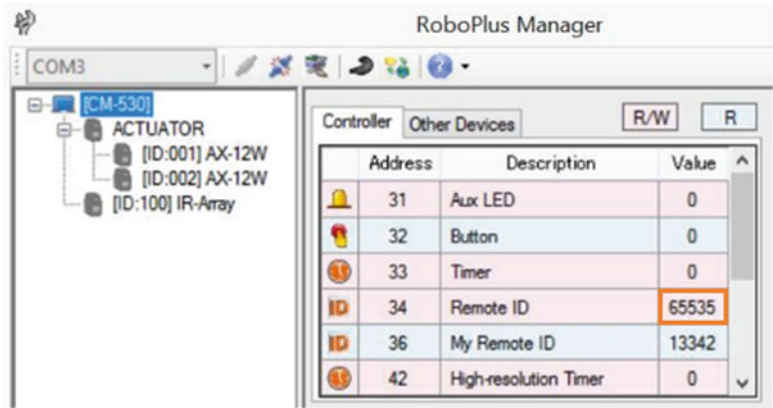 RoboPlus Manager
COM3
[CM-530]
ACTUATOR
[ID:001] AX-12W
[ID:002] AX-12W
[ID:100] IR-Array
Controller Other Devices R/W R
Address Description Value
31 Aux LED 0
32 Button 0
33 Timer 0
ID 34 Remote ID 65535
ID 36 My Remote ID 13342
42 High-resolution Timer 0